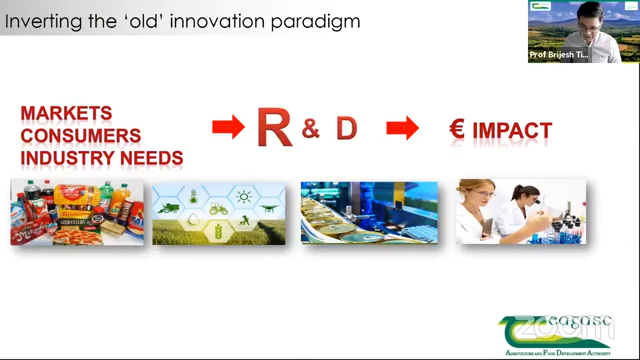 Inverting the 'old' innovation paradigm
Prof Brijesh Ti...
MARKETS
CONSUMERS
INDUSTRY NEEDS
R & D
€ IMPACT
eagasc
zoom
AGRICULTURE AND FOOD DEVELOPMENT AUTHORITY